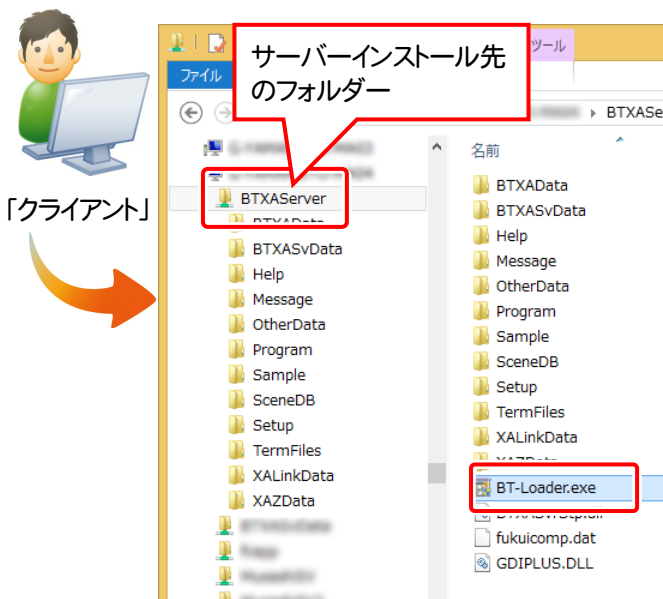 サーバーインストール先
のフォルダー
ツール
ファイル
BTXASe
「クライアント」
BTXAServer
BTXAData
BTXASvData
Help
Message
OtherData
Program
Sample
SceneDB
Setup
TermFiles
XALinkData
XAZData
名前
BTXAData
BTXASvData
Help
Message
OtherData
Program
Sample
SceneDB
Setup
TermFiles
XALinkData
XAZData
BT-Loader.exe
fukuicomp.dat
GDIPLUS.DLL